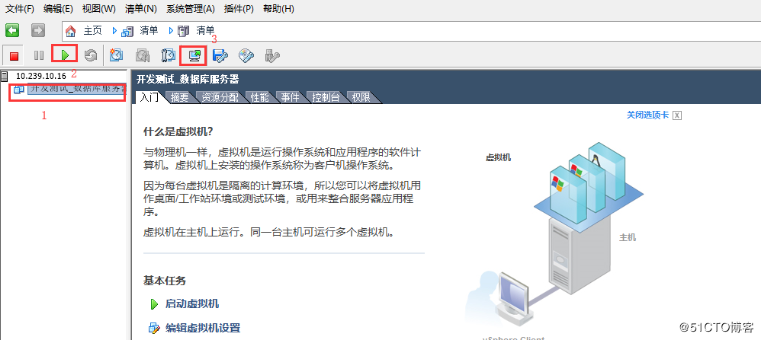 文件(F) 编辑(E) 视图(W) 清单(N) 系统管理(A) 插件(P) 帮助(H)
主页 清单 清单
3
10.239.10.16 2
开发测试_数据库服务器
1
开发测试_数据库服务器
入门 摘要 资源分配 性能 事件 控制台 权限
关闭选项卡 X
什么是虚拟机?
与物理机一样，虚拟机是运行操作系统和应用程序的软件计
算机。虚拟机上安装的操作系统称为客户机操作系统。
因为每台虚拟机是隔离的计算环境，所以您可以将虚拟机用
作桌面/工作站环境或测试环境，或用来整合服务器应用程
序。
虚拟机在主机上运行。同一台主机可运行多个虚拟机。
虚拟机
主机
基本任务
启动虚拟机
编辑虚拟机设置
vSphere Client
@51CTO博客